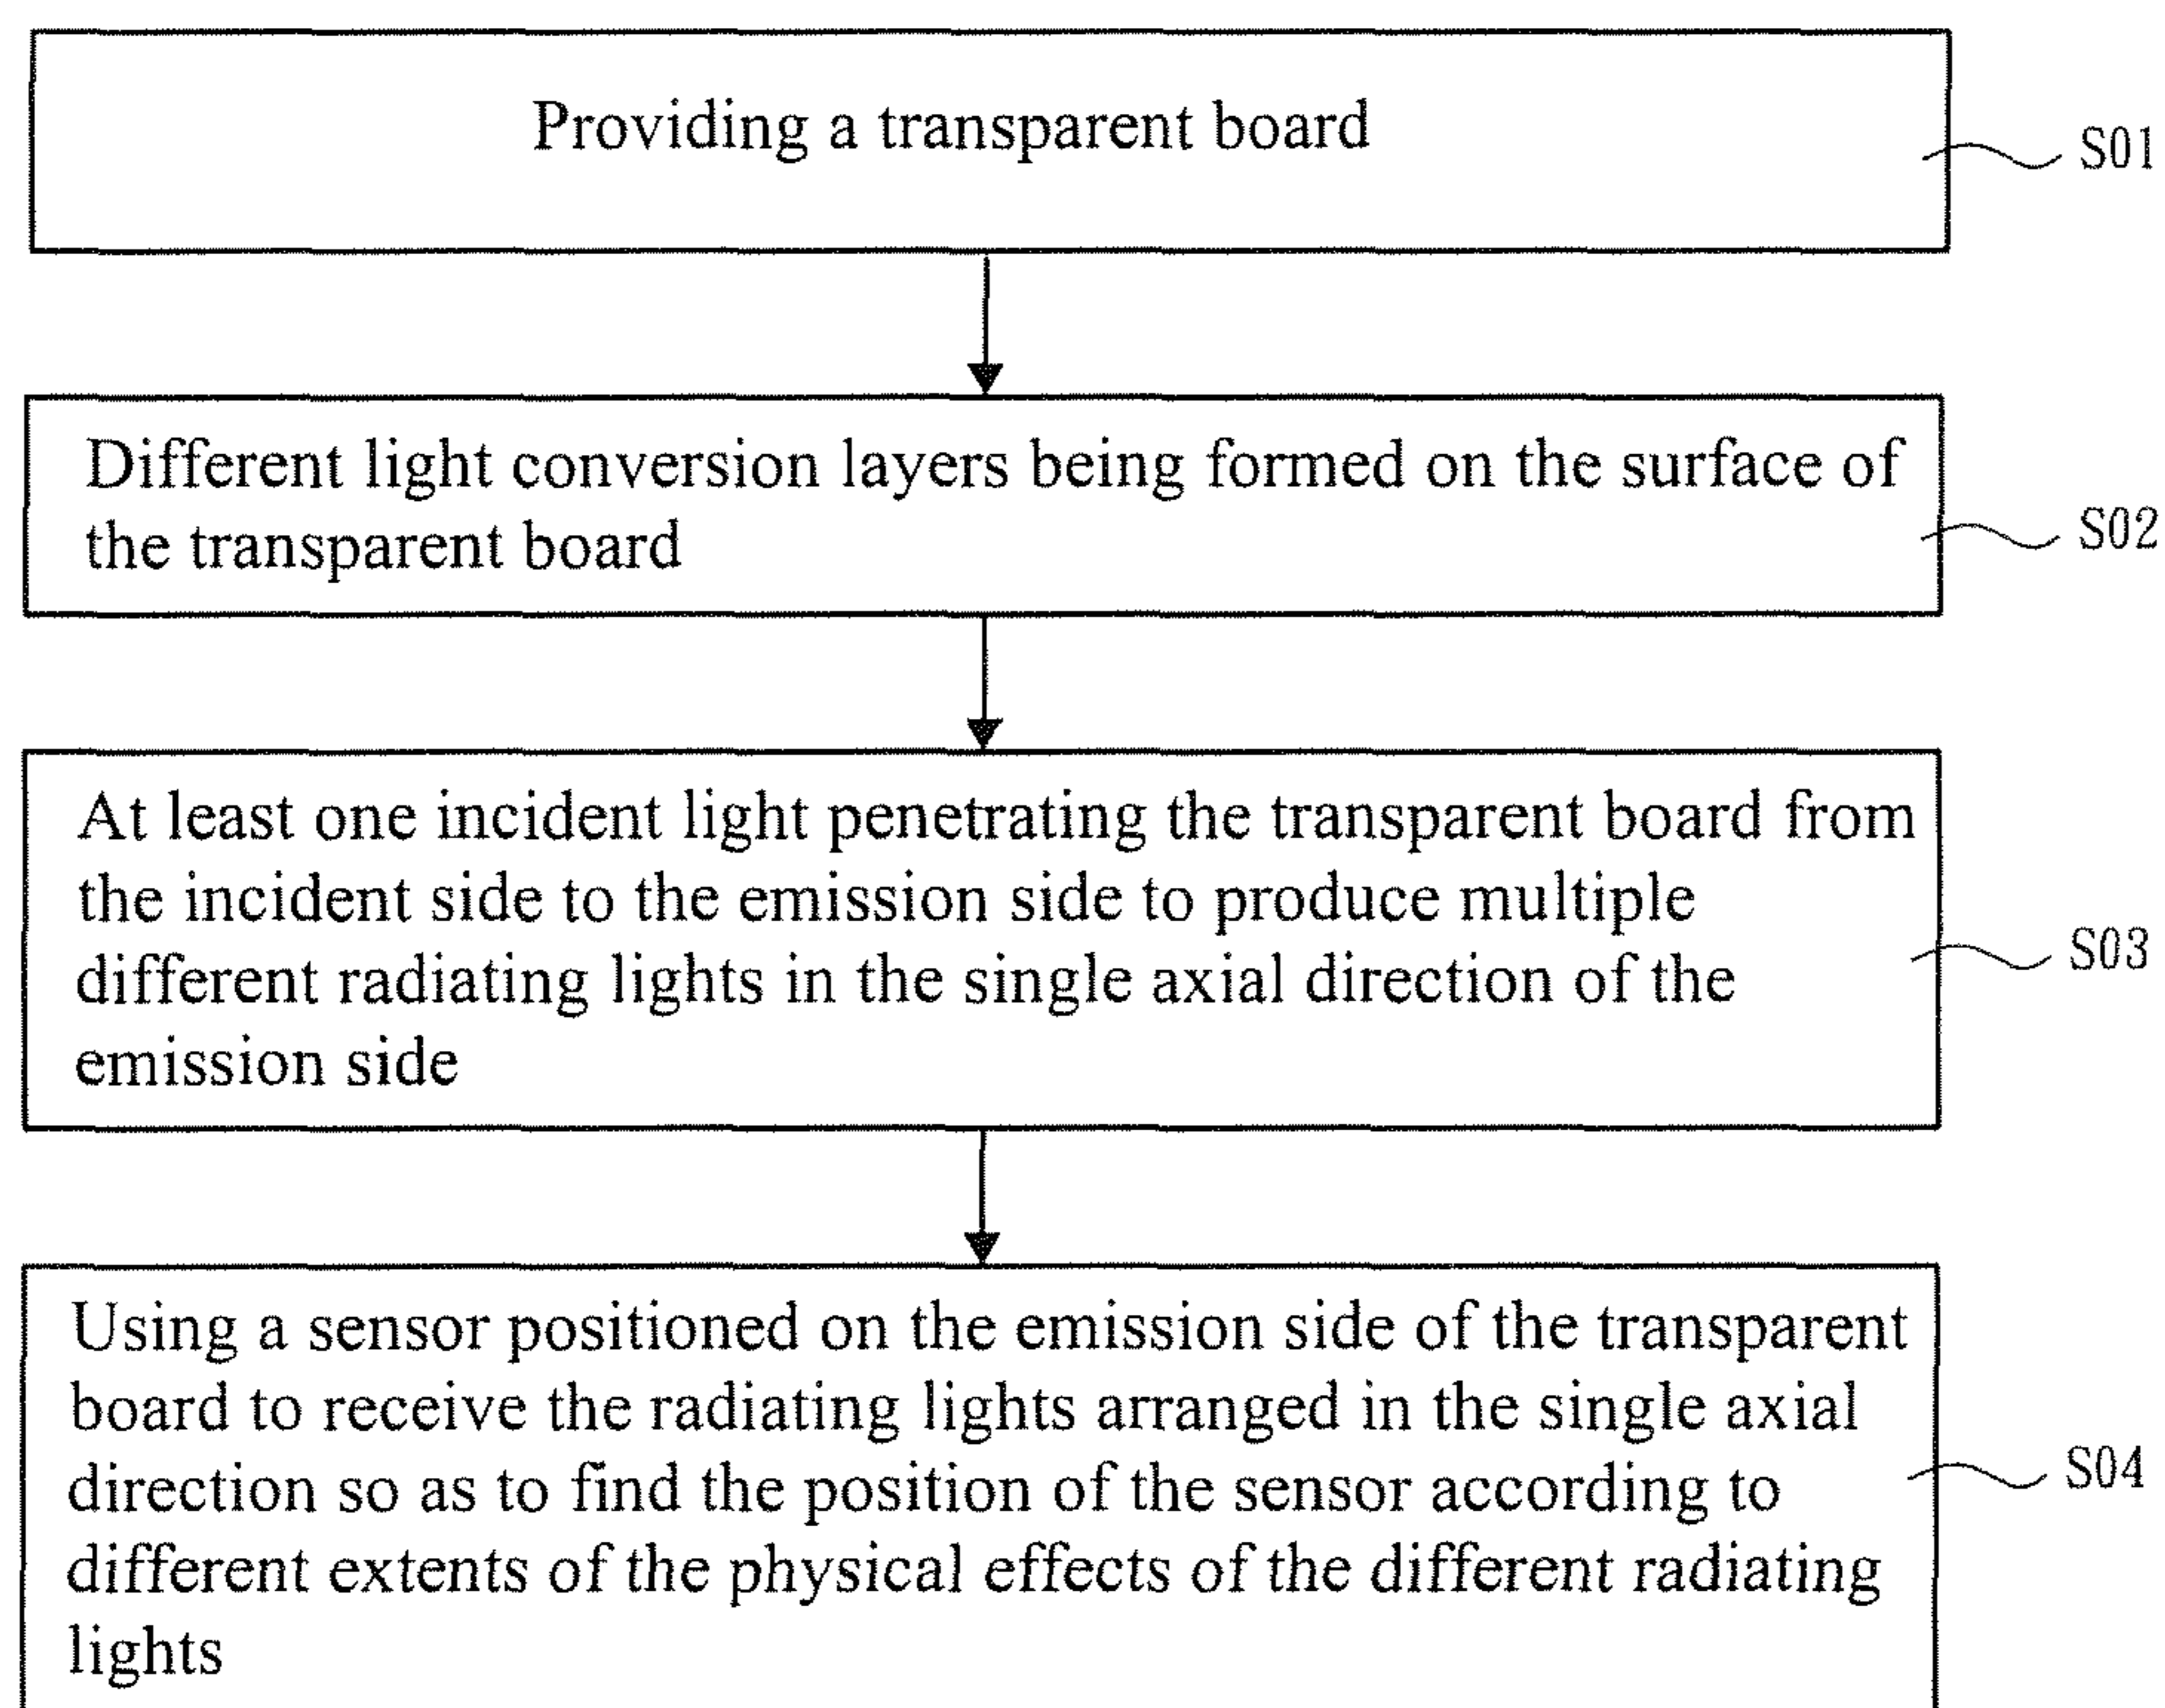 Providing a transparent board
S01
Different light conversion layers being formed on the surface of
the transparent board
S02
At least one incident light penetrating the transparent board from
the incident side to the emission side to produce multiple
different radiating lights in the single axial direction of the
emission side
S03
Using a sensor positioned on the emission side of the transparent
board to receive the radiating lights arranged in the single axial
direction so as to find the position of the sensor according to
different extents of the physical effects of the different radiating
lights
S04